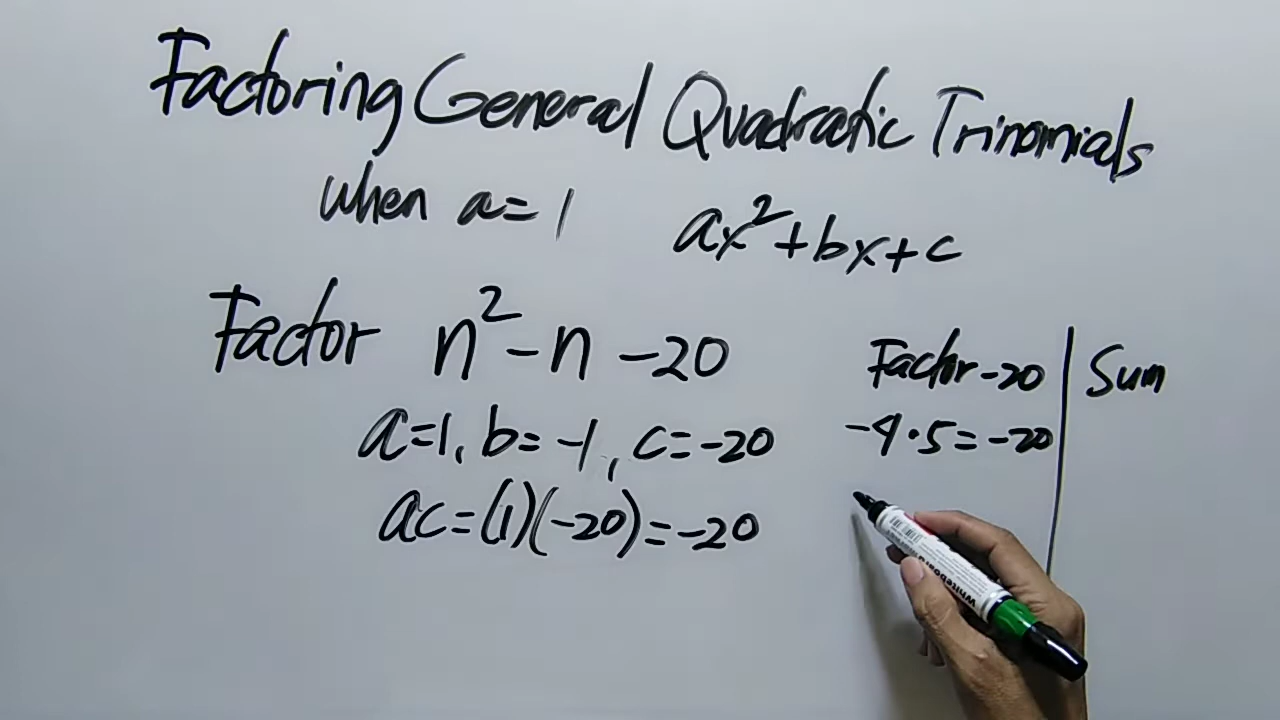 Factoring General Quadratic Trinomials
when a=1 ax²+bx+c
Factor n²-n-20
Factor -20 | Sum
a=1, b=-1, c=-20
-4·5=-20
ac=(1)(-20)=-20
Whiteboard